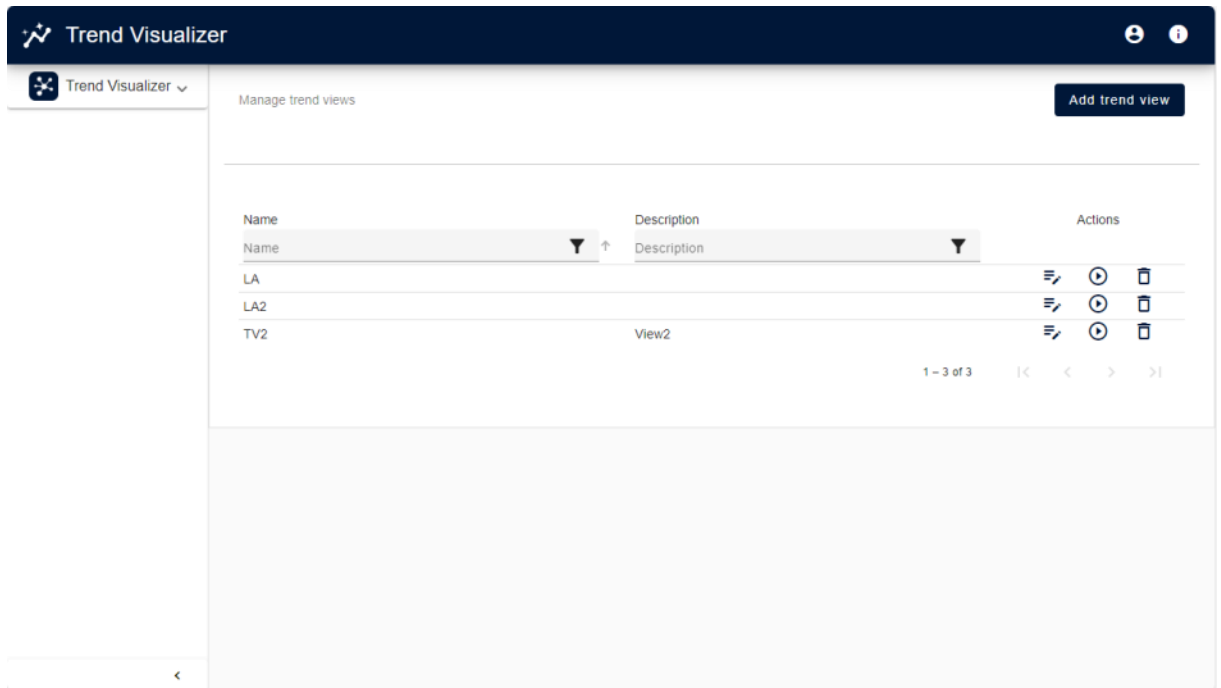 Trend Visualizer
Trend Visualizer
Manage trend views
Add trend view
Name Description Actions
Name Description
LA
LA2
TV2 View2
1 – 3 of 3